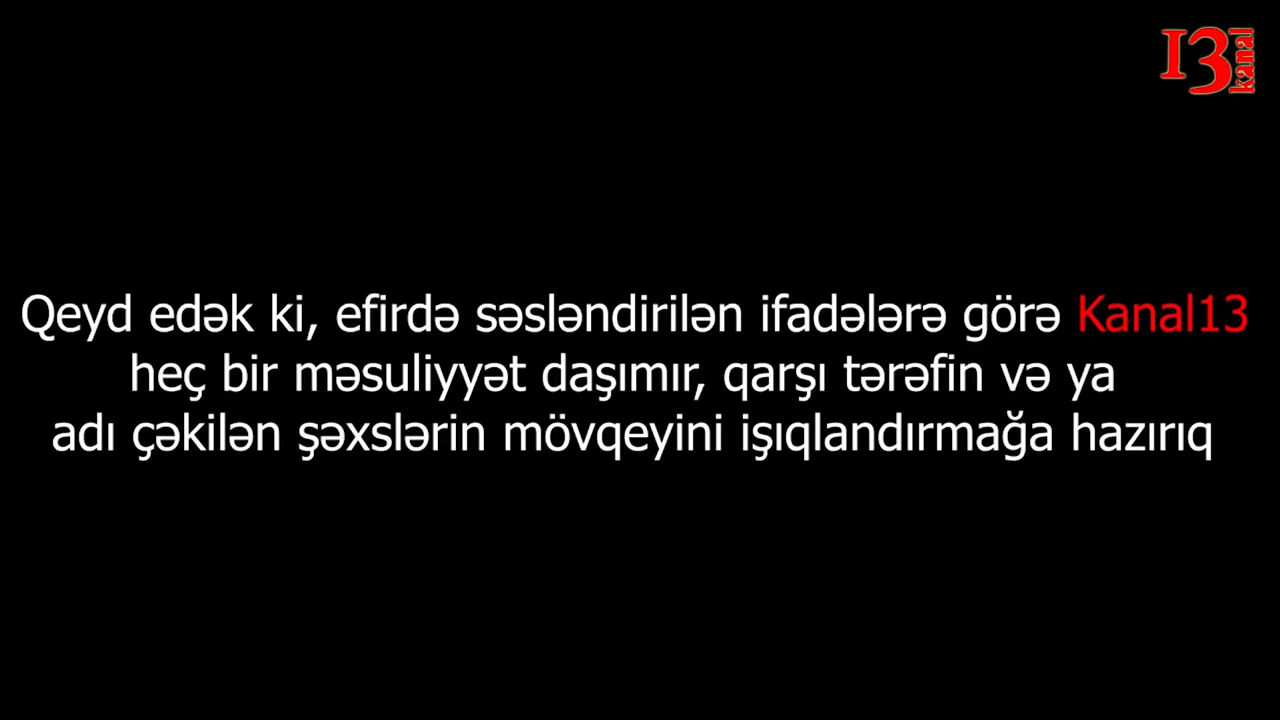 13 kanal
Qeyd edək ki, efirdə səsləndirilən ifadələrə görə Kanal13
heç bir məsuliyyət daşımır, qarşı tərəfin və ya
adı çəkilən şəxslərin mövqeyini işıqlandırmağa hazırıq